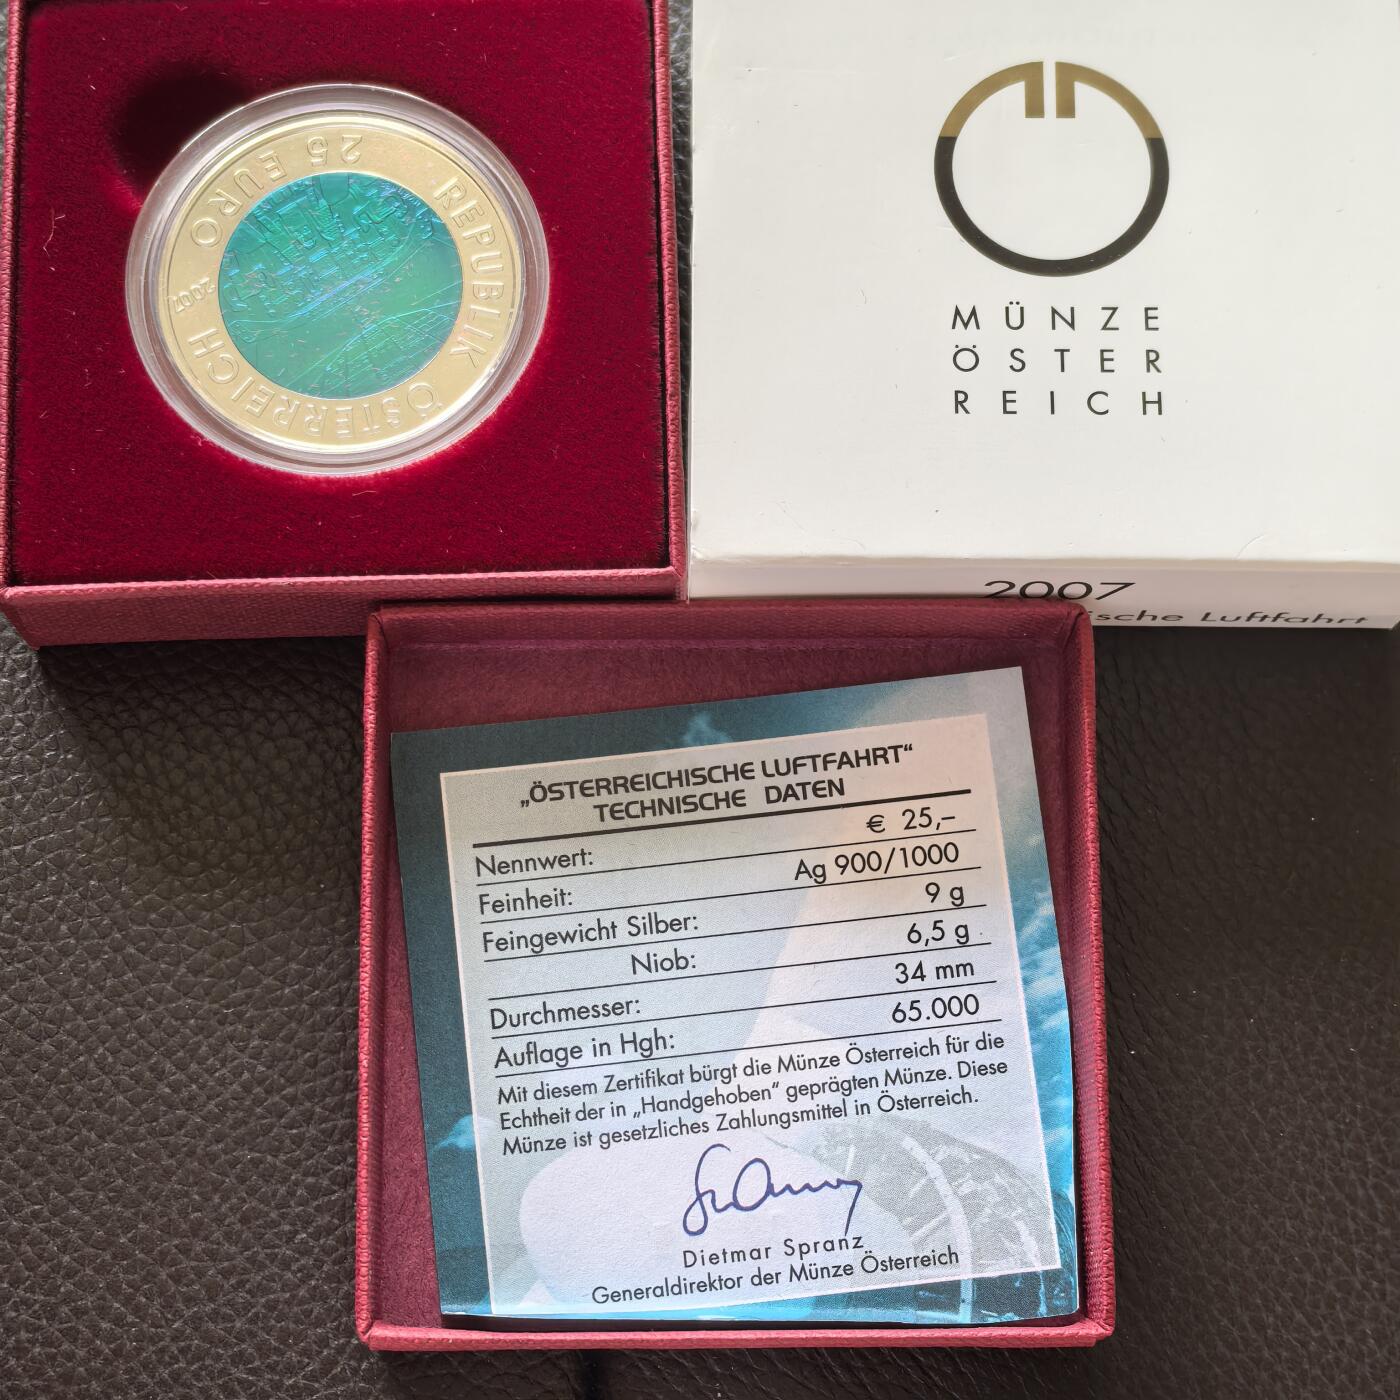 25 EURO
REPUBLIK ÖSTERREICH
2007
MÜNZE
ÖSTER
REICH
2007
sche Luftfahrt
„ÖSTERREICHISCHE LUFTFAHRT“
TECHNISCHE DATEN
Nennwert: € 25,–
Feinheit: Ag 900/1000
Feingewicht Silber: 9 g
Niob: 6,5 g
Durchmesser: 34 mm
Auflage in Hgh: 65.000
Mit diesem Zertifikat bürgt die Münze Österreich für die
Echtheit der in „Handgehoben“ geprägten Münze. Diese
Münze ist gesetzliches Zahlungsmittel in Österreich.
Dietmar Spranz
Generaldirektor der Münze Österreich